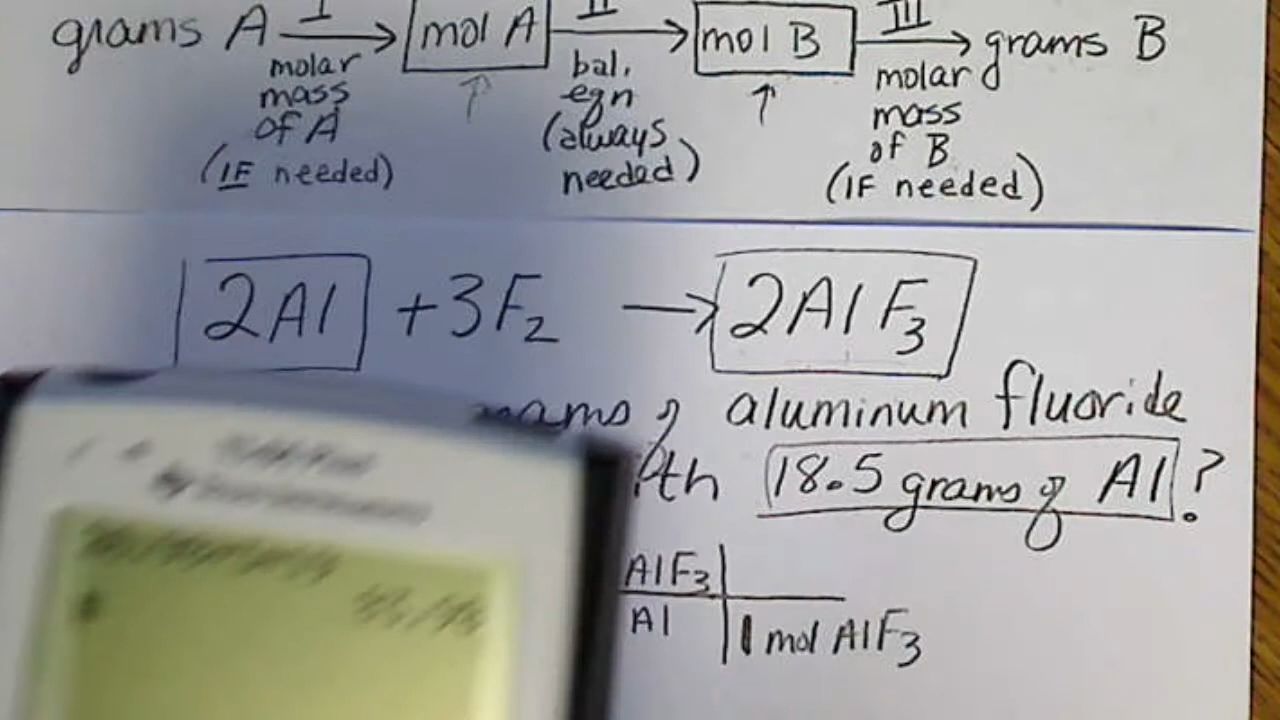 grams A I mol A II mol B III grams B
molar mass of A (IF needed)
bal. eqn (always needed)
molar mass of B (IF needed)
2Al + 3F2 → 2AlF3
of aluminum fluoride
18.5 grams of Al?
AlF3
Al 1 mol AlF3